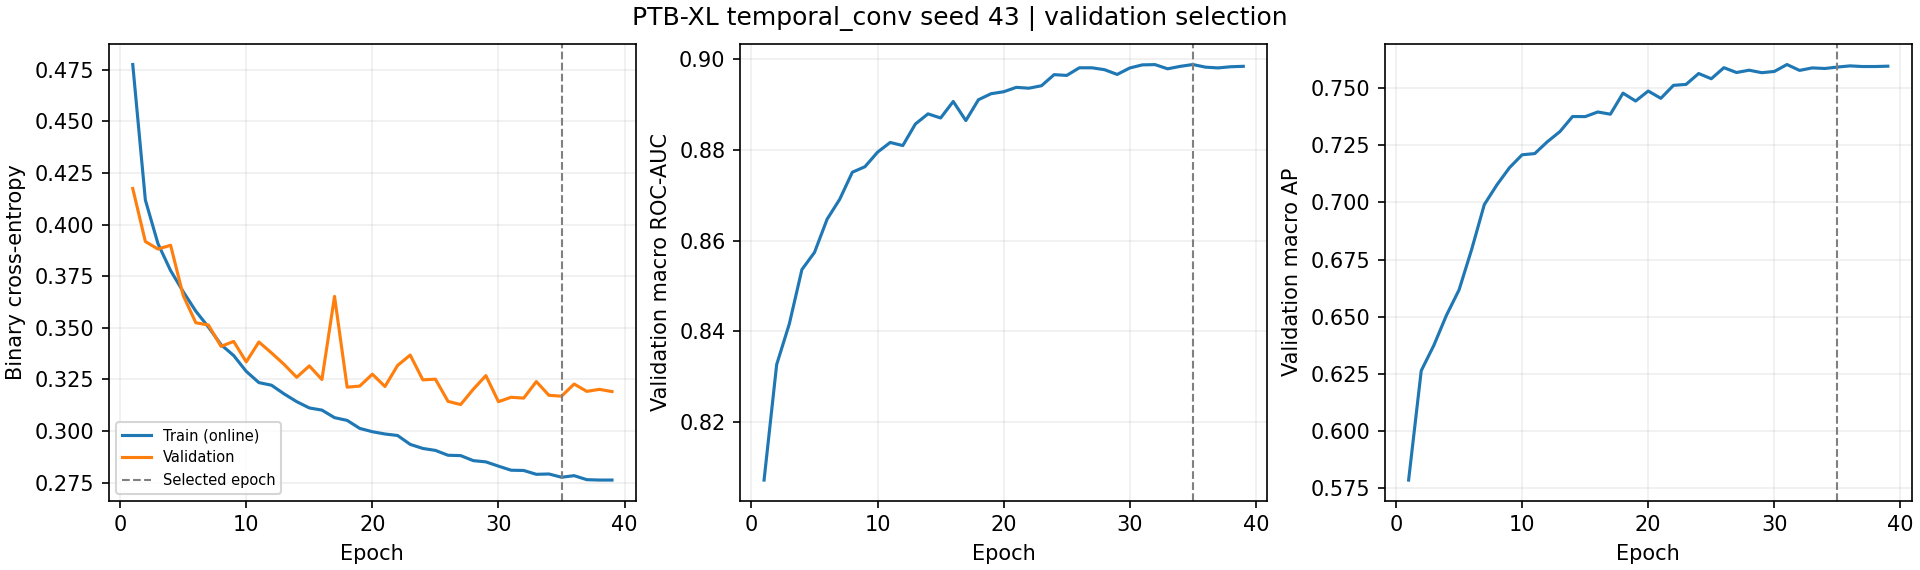 PTB-XL temporal_conv seed 43 | validation selection
Binary cross-entropy
0.475
0.450
0.425
0.400
0.375
0.350
0.325
0.300
0.275
Train (online)
Validation
Selected epoch
0 10 20 30 40
Epoch
Validation macro ROC-AUC
0.90
0.88
0.86
0.84
0.82
0 10 20 30 40
Epoch
Validation macro AP
0.750
0.725
0.700
0.675
0.650
0.625
0.600
0.575
0 10 20 30 40
Epoch